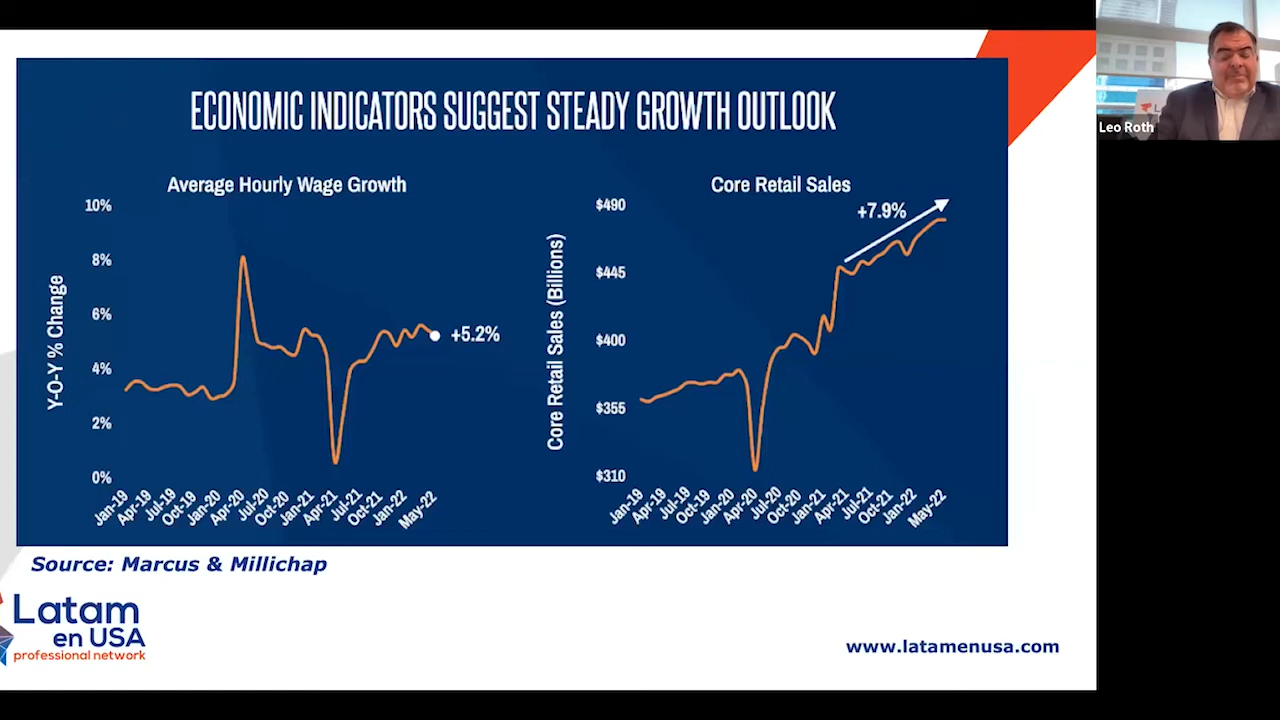 ECONOMIC INDICATORS SUGGEST STEADY GROWTH OUTLOOK
Average Hourly Wage Growth
Y-O-Y % Change
10%
8%
6%
4%
2%
0%
+5.2%
Jan-19
Apr-19
Jul-19
Oct-19
Jan-20
Apr-20
Jul-20
Oct-20
Jan-21
Apr-21
Jul-21
Oct-21
Jan-22
May-22
Core Retail Sales
Core Retail Sales (Billions)
$490
$445
$400
$355
$310
+7.9%
Jan-19
Apr-19
Jul-19
Oct-19
Jan-20
Apr-20
Jul-20
Oct-20
Jan-21
Apr-21
Jul-21
Oct-21
Jan-22
May-22
Source: Marcus & Millichap
Latam
en USA
professional network
www.latamenusa.com
Leo Roth